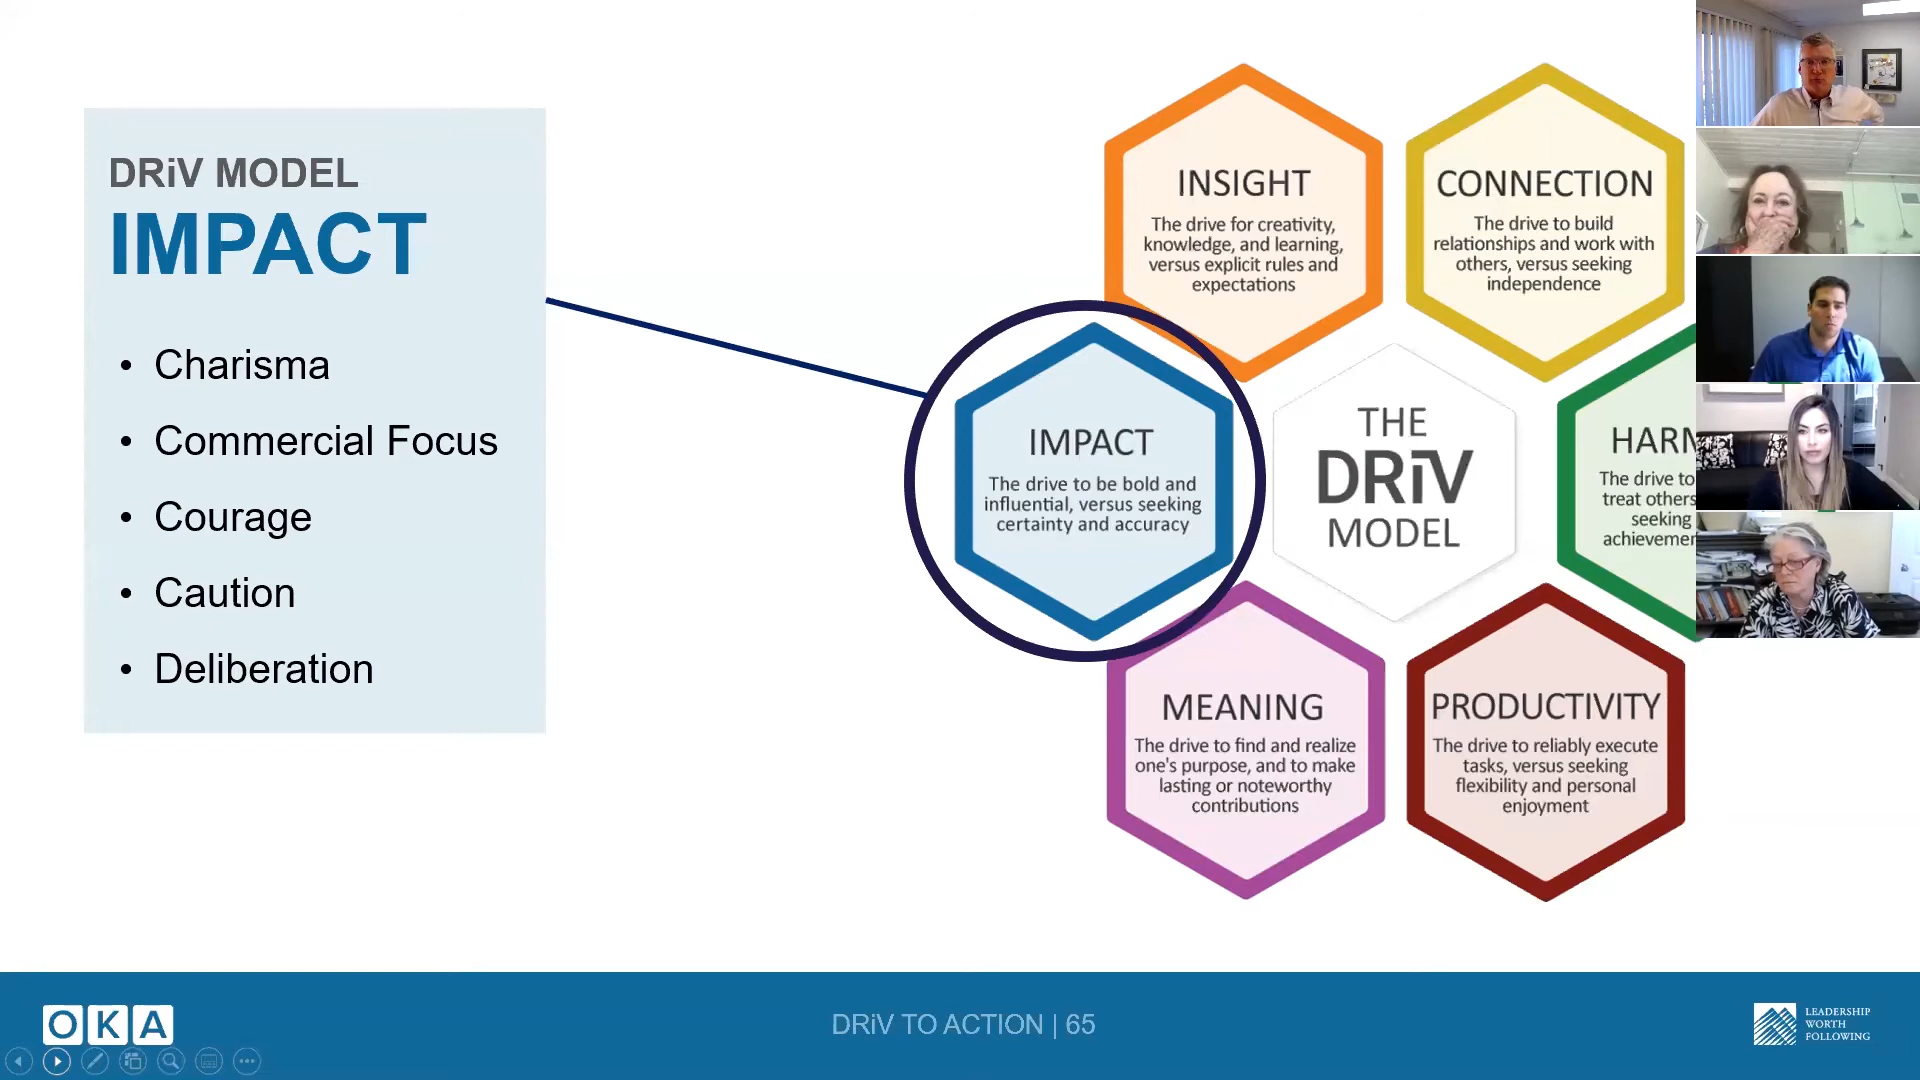 DRiV MODEL
IMPACT
• Charisma
• Commercial Focus
• Courage
• Caution
• Deliberation
INSIGHT
The drive for creativity,
knowledge, and learning,
versus explicit rules and
expectations
CONNECTION
The drive to build
relationships and work with
others, versus seeking
independence
IMPACT
The drive to be bold and
influential, versus seeking
certainty and accuracy
THE
DRiV
MODEL
HARM
The drive to
treat others
seeking
achievemen
MEANING
The drive to find and realize
one's purpose, and to make
lasting or noteworthy
contributions
PRODUCTIVITY
The drive to reliably execute
tasks, versus seeking
flexibility and personal
enjoyment
OKA
DRiV TO ACTION | 65
LEADERSHIP
WORTH
FOLLOWING